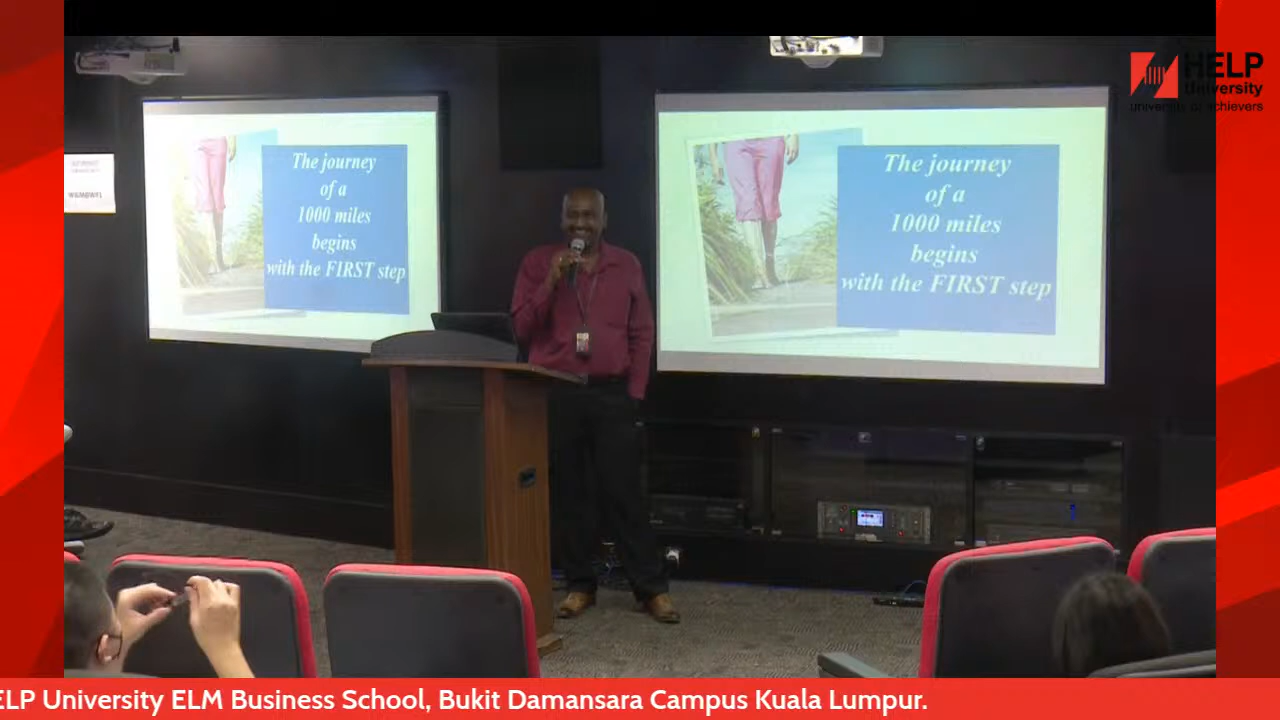 HELP
University
university of achievers
The journey
of a
1000 miles
begins
with the FIRST step
The journey
of a
1000 miles
begins
with the FIRST step
ELP University ELM Business School, Bukit Damansara Campus Kuala Lumpur.